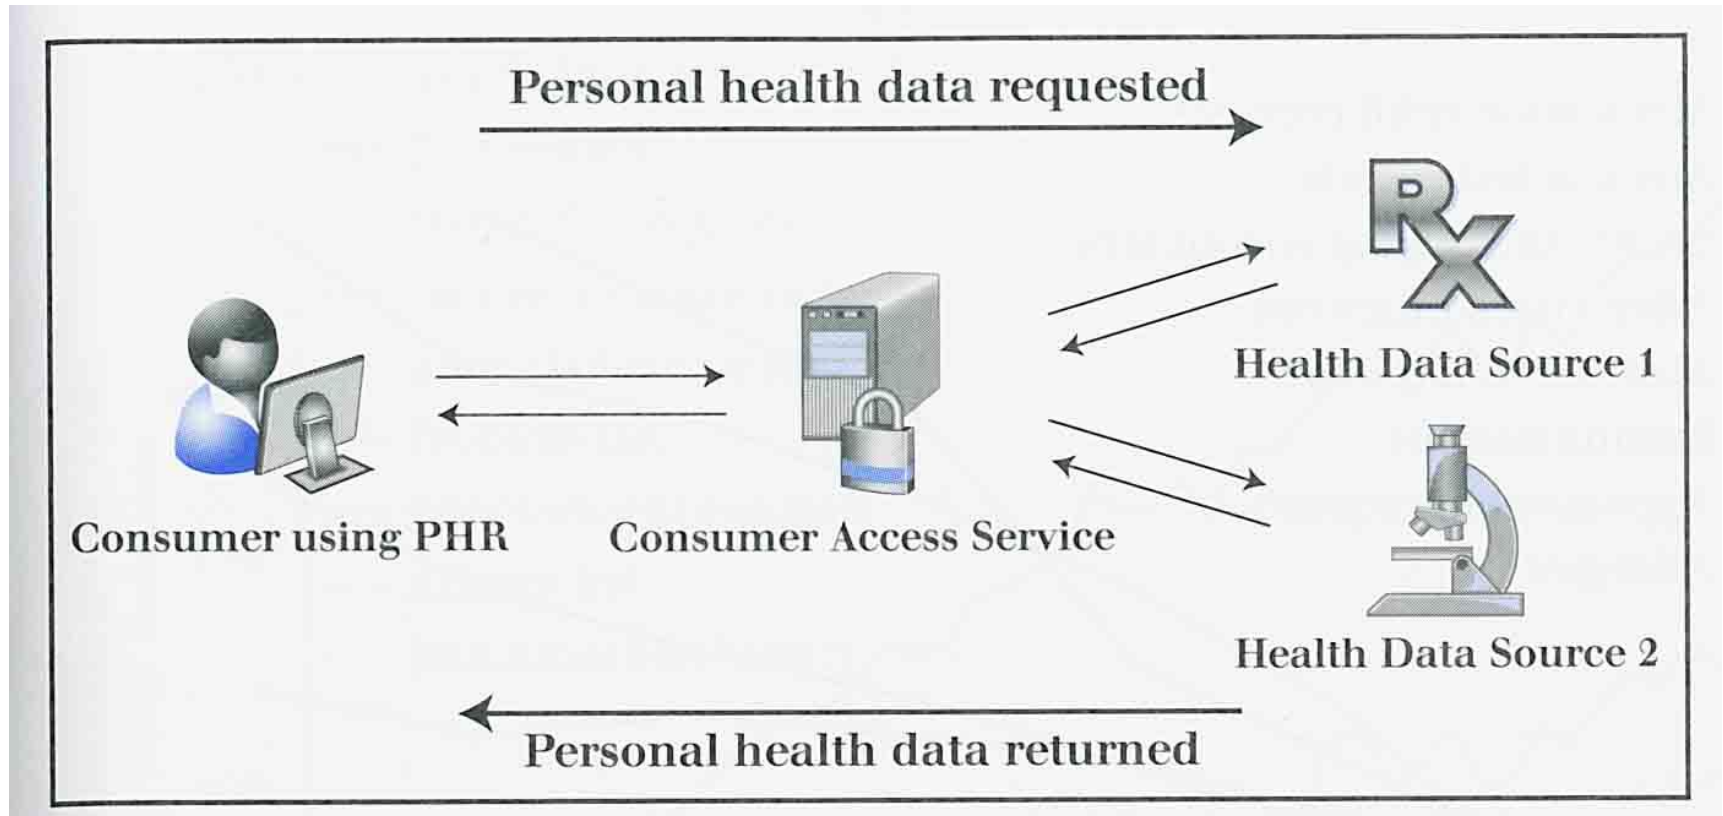 Personal health data requested
RX
Health Data Source 1
Consumer using PHR
Consumer Access Service
Health Data Source 2
Personal health data returned